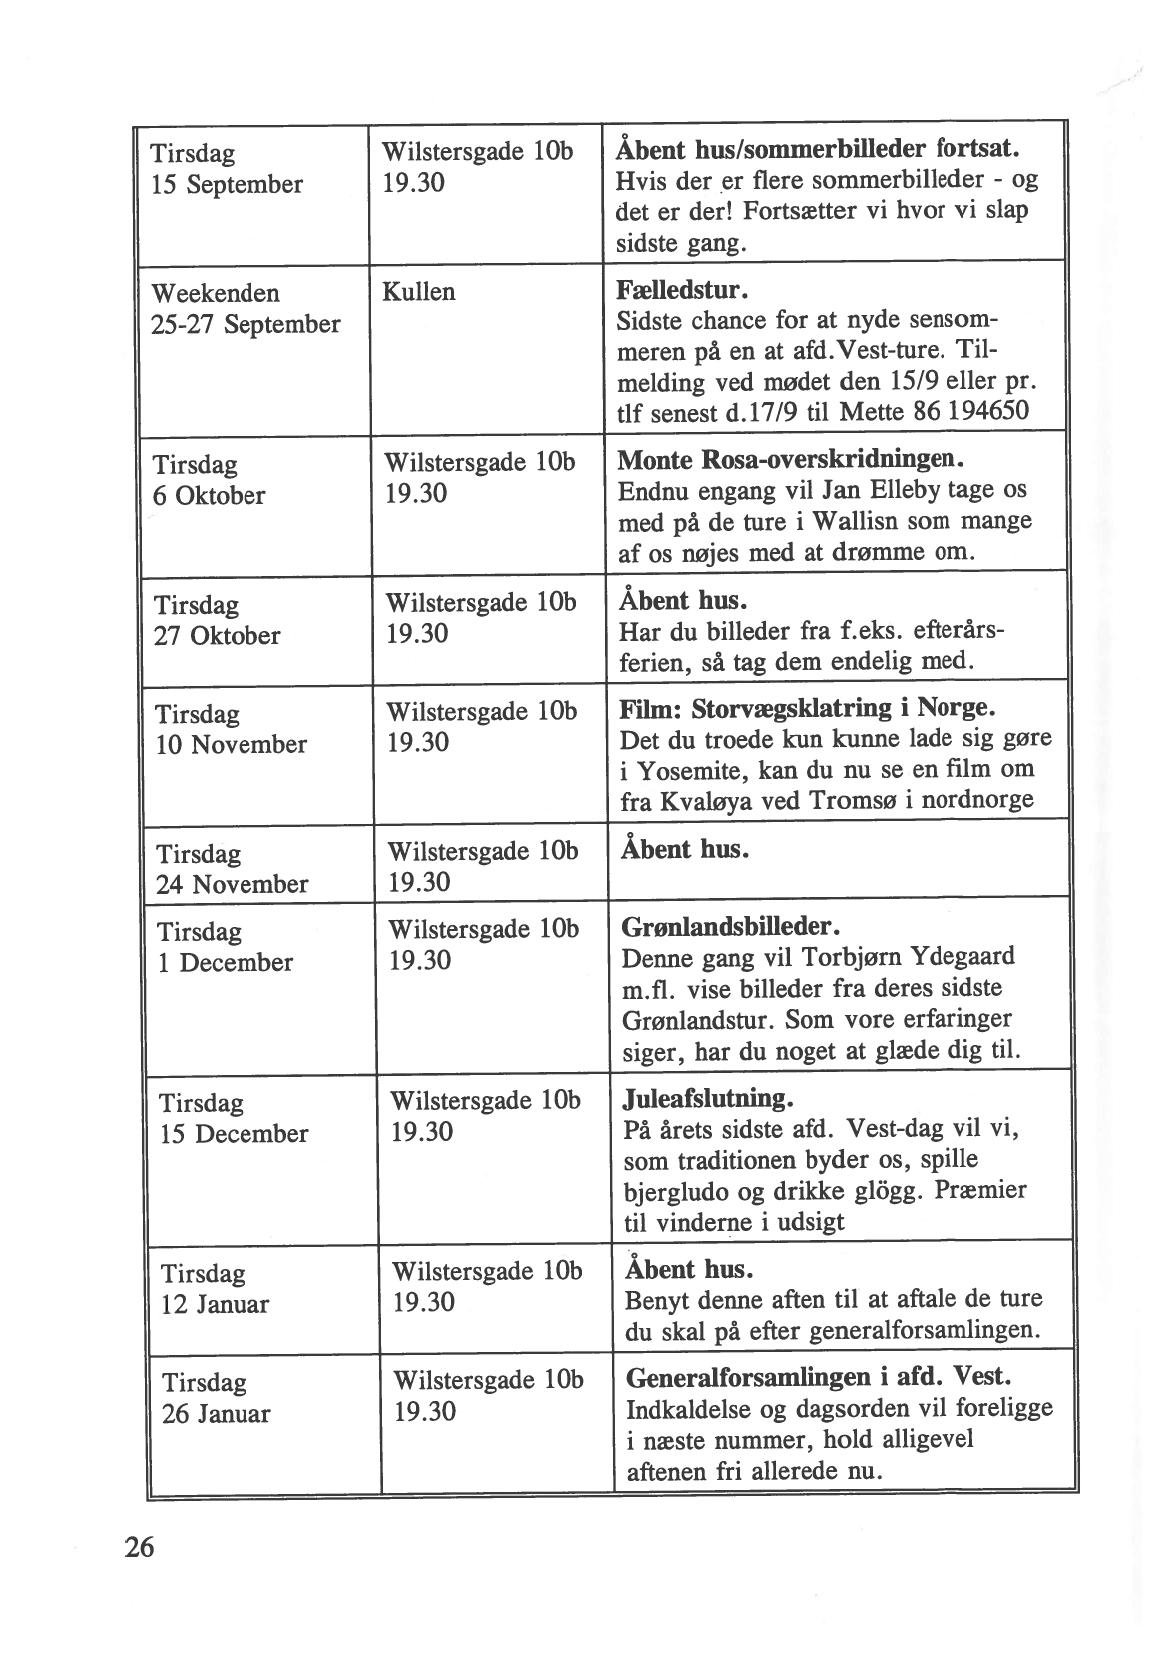 Tirsdag
15 September
Wilstersgade 10b
19.30
Åbent hus/sommerbilleder fortsat.
Hvis der er flere sommerbilleder - og
det er der! Fortsætter vi hvor vi slap
sidste gang.
Weekenden
25-27 September
Kullen
Fælledstur.
Sidste chance for at nyde sensom-
meren på en at afd.Vest-ture. Til-
melding ved mødet den 15/9 eller pr.
tlf senest d.17/9 til Mette 86 194650
Tirsdag
6 Oktober
Wilstersgade 10b
19.30
Monte Rosa-overskridningen.
Endnu engang vil Jan Elleby tage os
med på de ture i Wallisn som mange
af os nøjes med at drømme om.
Tirsdag
27 Oktober
Wilstersgade 10b
19.30
Åbent hus.
Har du billeder fra f.eks. efterårs-
ferien, så tag dem endelig med.
Tirsdag
10 November
Wilstersgade 10b
19.30
Film: Storvægsklatring i Norge.
Det du troede kun kunne lade sig gøre
i Yosemite, kan du nu se en film om
fra Kvaløya ved Tromsø i nordnorge
Tirsdag
24 November
Wilstersgade 10b
19.30
Åbent hus.
Tirsdag
1 December
Wilstersgade 10b
19.30
Grønlandsbilleder.
Denne gang vil Torbjørn Ydegaard
m.fl. vise billeder fra deres sidste
Grønlandstur. Som vore erfaringer
siger, har du noget at glæde dig til.
Tirsdag
15 December
Wilstersgade 10b
19.30
Juleafslutning.
På årets sidste afd. Vest-dag vil vi,
som traditionen byder os, spille
bjergludo og drikke glögg. Præmier
til vinderne i udsigt
Tirsdag
12 Januar
Wilstersgade 10b
19.30
Åbent hus.
Benyt denne aften til at aftale de ture
du skal på efter generalforsamlingen.
Tirsdag
26 Januar
Wilstersgade 10b
19.30
Generalforsamlingen i afd. Vest.
Indkaldelse og dagsorden vil foreligge
i næste nummer, hold alligevel
aftenen fri allerede nu.
26